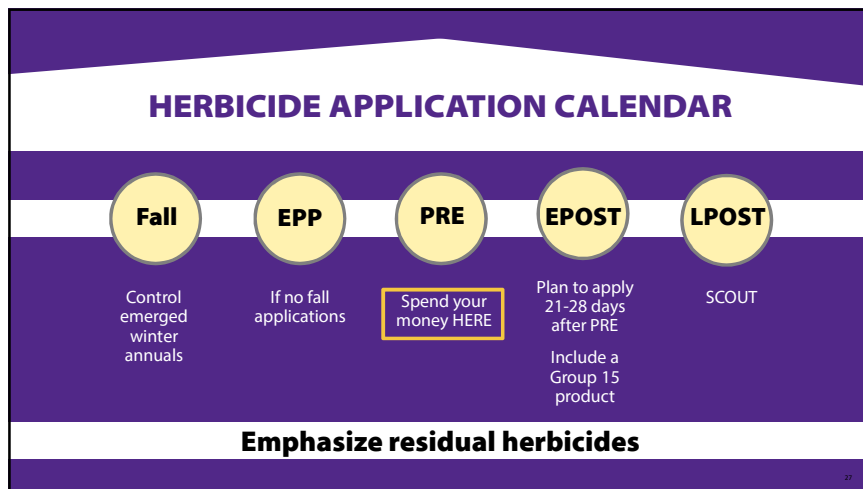 HERBICIDE APPLICATION CALENDAR
Fall
EPP
PRE
EPOST
LPOST
Control
emerged
winter
annuals
If no fall
applications
Spend your
money HERE
Plan to apply
21-28 days
after PRE
Include a
Group 15
product
SCOUT
Emphasize residual herbicides
27